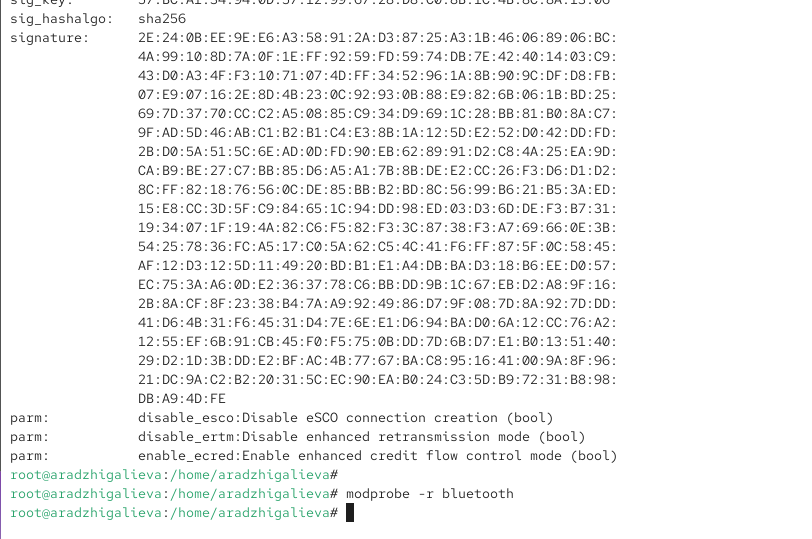 sig_hashalgo: sha256
signature: 2E:24:0B:EE:9E:E6:A3:58:91:2A:D3:87:25:A3:1B:46:06:89:06:BC:
4A:99:10:8D:7A:0F:1E:FF:92:59:FD:59:74:DB:7E:42:40:14:03:C9:
43:D0:A3:4F:F3:10:71:07:4D:FF:34:52:96:1A:8B:90:9C:DF:D8:FB:
07:E9:07:16:2E:8D:4B:23:0C:92:93:0B:88:E9:82:6B:06:1B:BD:25:
69:7D:37:70:CC:C2:A5:08:85:C9:34:D9:69:1C:28:BB:81:B0:8A:C7:
9F:AD:5D:46:AB:C1:B2:B1:C4:E3:8B:1A:12:5D:E2:52:D0:42:DD:FD:
2B:D0:5A:51:5C:6E:AD:0D:FD:90:EB:62:89:91:D2:C8:4A:25:EA:9D:
CA:B9:BE:27:C7:BB:85:D6:A5:A1:7B:8B:DE:E2:CC:26:F3:D6:D1:D2:
8C:FF:82:18:76:56:0C:DE:85:BB:B2:BD:8C:56:99:B6:21:B5:3A:ED:
15:E8:CC:3D:5F:C9:84:65:1C:94:DD:98:ED:03:D3:6D:DE:F3:B7:31:
19:34:07:1F:19:4A:82:C6:F5:82:F3:3C:87:38:F3:A7:69:66:0E:3B:
54:25:78:36:FC:A5:17:C0:5A:62:C5:4C:41:F6:FF:87:5F:0C:58:45:
AF:12:D3:12:5D:11:49:20:BD:B1:E1:A4:DB:BA:D3:18:B6:EE:D0:57:
EC:75:3A:A6:0D:E2:36:37:78:C6:BB:DD:9B:1C:67:EB:D2:A8:9F:16:
2B:8A:CF:8F:23:38:B4:7A:A9:92:49:86:D7:9F:08:7D:8A:92:7D:DD:
41:D6:4B:31:F6:45:31:D4:7E:6E:E1:D6:94:BA:D0:6A:12:CC:76:A2:
12:55:EF:6B:91:CB:45:F0:F5:75:0B:DD:7D:6B:D7:E1:B0:13:51:40:
29:D2:1D:3B:DD:E2:BF:AC:4B:77:67:BA:C8:95:16:41:00:9A:8F:96:
21:DC:9A:C2:B2:20:31:5C:EC:90:EA:B0:24:C3:5D:B9:72:31:B8:98:
DB:A9:4D:FE
parm: disable_esco:Disable eSCO connection creation (bool)
parm: disable_ertm:Disable enhanced retransmission mode (bool)
parm: enable_ecred:Enable enhanced credit flow control mode (bool)
root@aradzhigalieva:/home/aradzhigalieva#
root@aradzhigalieva:/home/aradzhigalieva# modprobe -r bluetooth
root@aradzhigalieva:/home/aradzhigalieva#